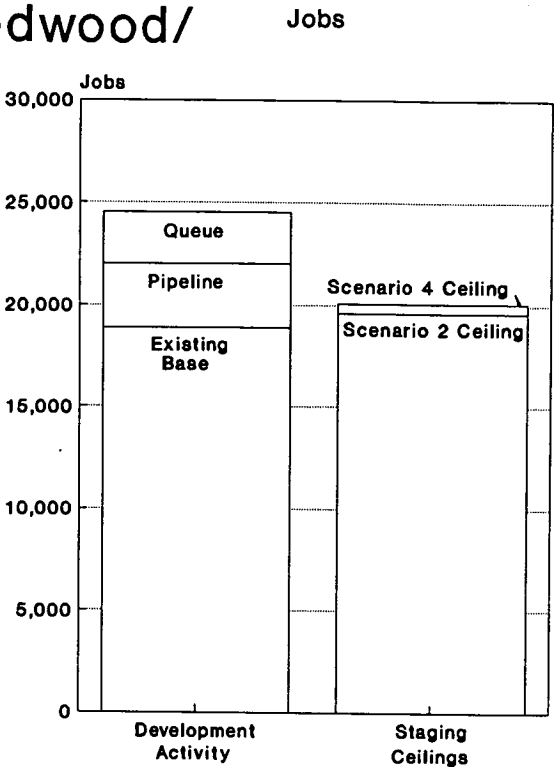 dwood/
Jobs
Jobs
30,000
25,000
Queue
Pipeline
Scenario 4 Ceiling
20,000
Scenario 2 Ceiling
Existing
Base
15,000
10,000
5,000
0
Development
Activity
Staging
Ceilings